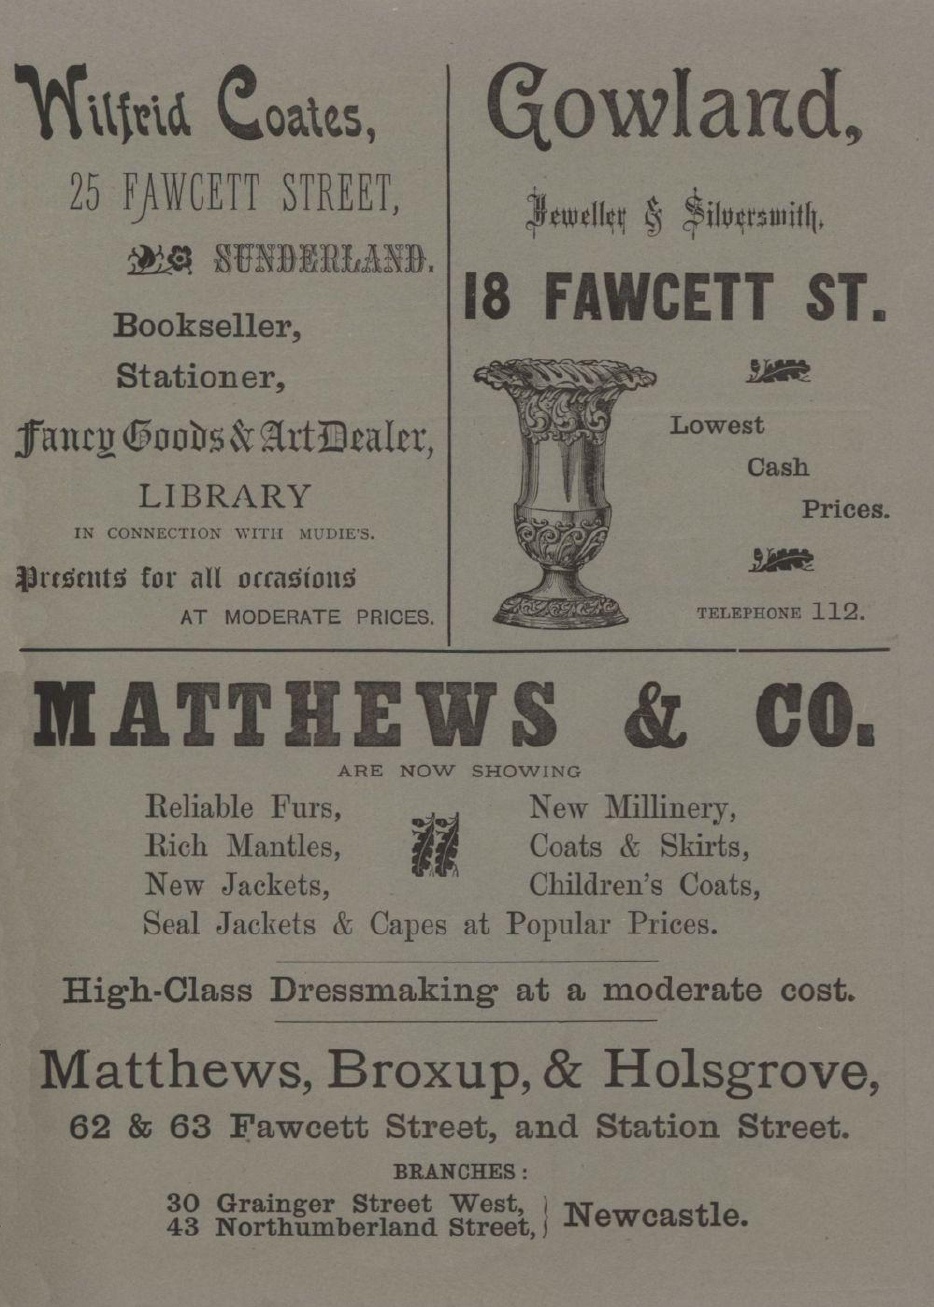 Wilfrid Coates,
25 FAWCETT STREET,
SUNDERLAND.
Bookseller,
Stationer,
Fancy Goods & Art Dealer,
LIBRARY
IN CONNECTION WITH MUDIE'S.
Presents for all occasions
AT MODERATE PRICES.
Gowland,
Jeweller & Silversmith,
18 FAWCETT ST.
Lowest
Cash
Prices.
TELEPHONE 112.
MATTHEWS & CO.
ARE NOW SHOWING
Reliable Furs,
Rich Mantles,
New Jackets,
New Millinery,
Coats & Skirts,
Children's Coats,
Seal Jackets & Capes at Popular Prices.
High-Class Dressmaking at a moderate cost.
Matthews, Broxup, & Holsgrove,
62 & 63 Fawcett Street, and Station Street.
BRANCHES:
30 Grainger Street West,
43 Northumberland Street, } Newcastle.